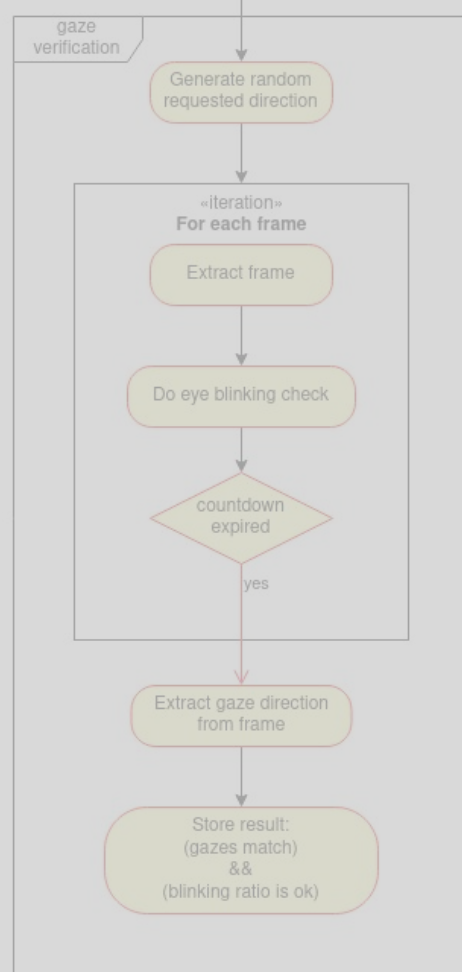 gaze
verification
Generate random
requested direction
«iteration»
For each frame
Extract frame
Do eye blinking check
countdown
expired
yes
Extract gaze direction
from frame
Store result:
(gazes match)
&&
(blinking ratio is ok)